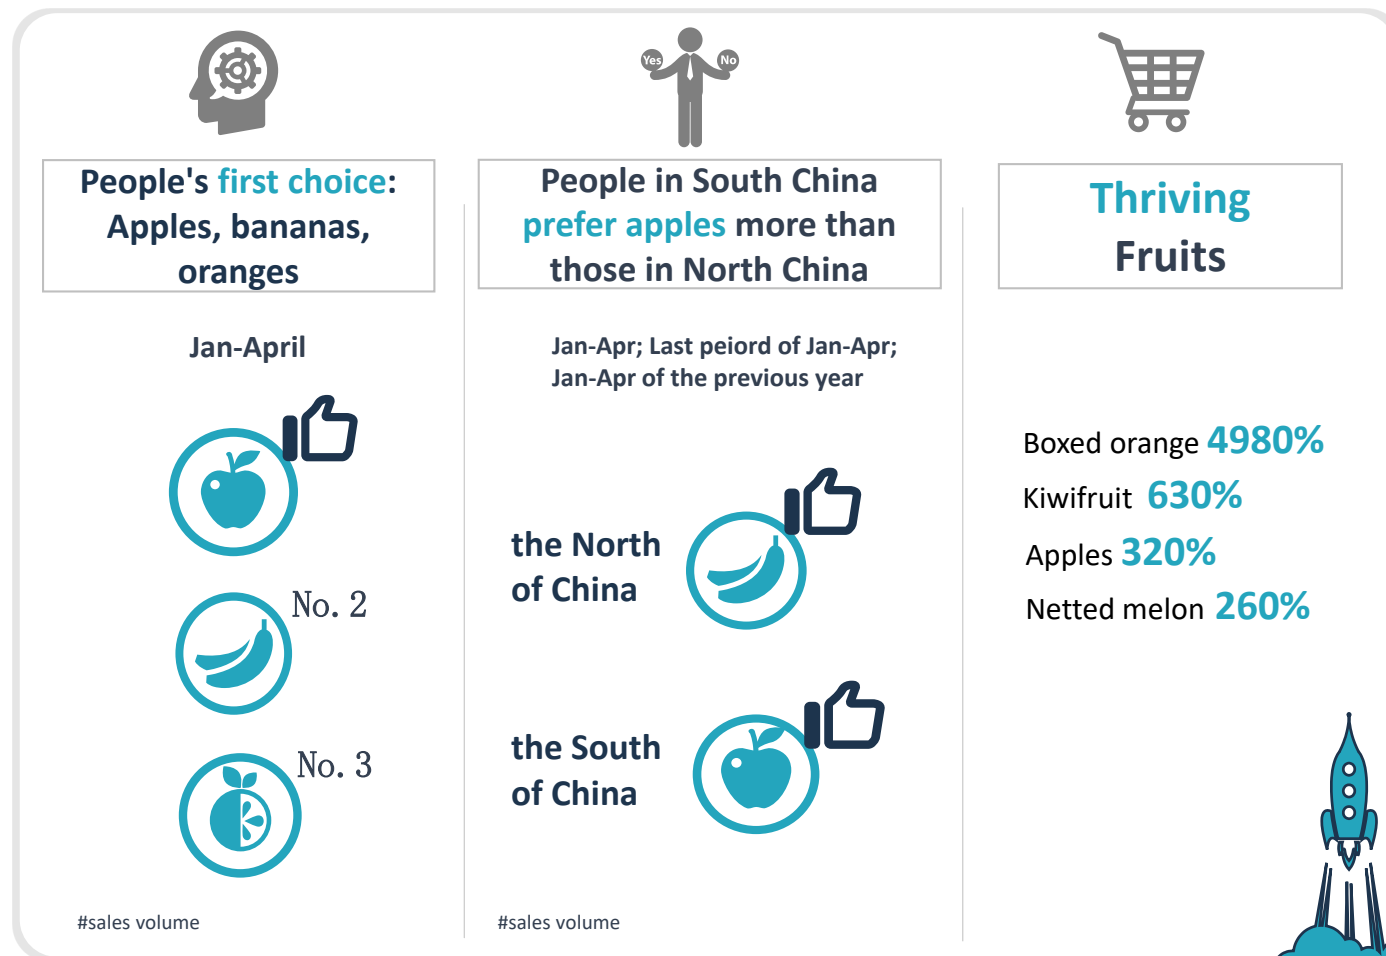 People's first choice:
Apples, bananas,
oranges
Jan-April
No. 2
No. 3
#sales volume
Yes
No
People in South China
prefer apples more than
those in North China
Jan-Apr; Last peiord of Jan-Apr;
Jan-Apr of the previous year
the North
of China
the South
of China
#sales volume
Thriving
Fruits
Boxed orange 4980%
Kiwifruit 630%
Apples 320%
Netted melon 260%